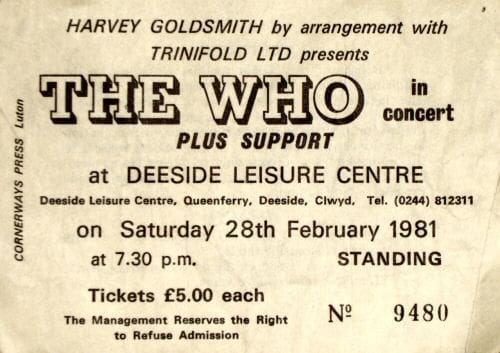 HARVEY GOLDSMITH by arrangement with
TRINIFOLD LTD presents
THE WHO in concert
PLUS SUPPORT
at DEESIDE LEISURE CENTRE
Deeside Leisure Centre, Queenferry, Deeside, Clwyd, Tel. (0244) 812311
on Saturday 28th February 1981
at 7.30 p.m. STANDING
Tickets £5.00 each
The Management Reserves the Right
to Refuse Admission
Nº 9480
CORNERWAYS PRESS Luton